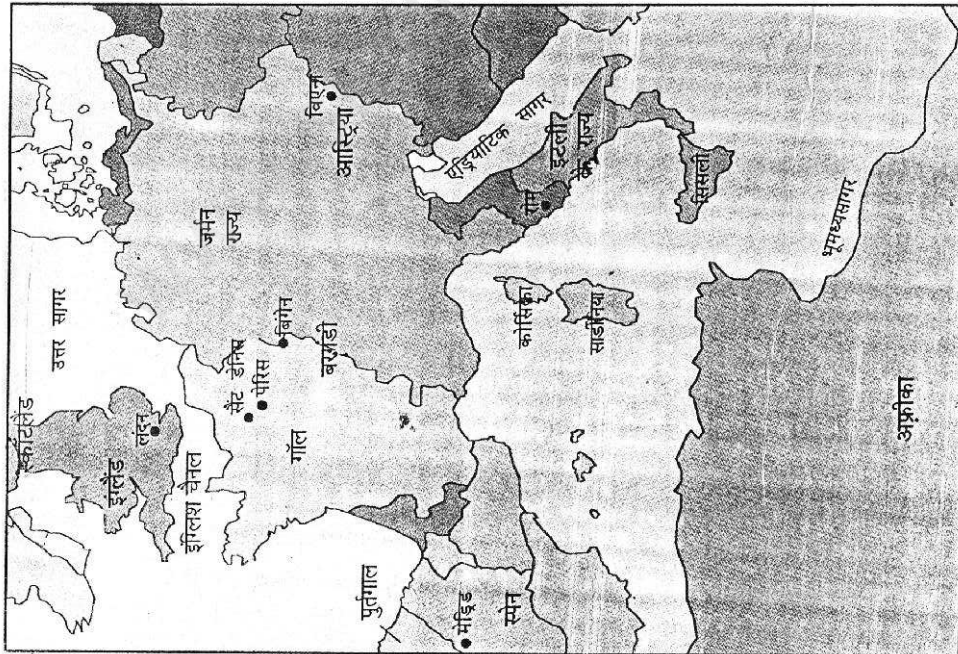 स्कॉटलैंड
उत्तर सागर
इंग्लैंड
लंदन
इंग्लिश चैनल
जर्मन
राज्य
सैंट डेनिस
पेरिस
बिंगेन
गॉल
बरगंडी
विएना
आस्ट्रिया
पुर्तगाल
मेड्रिड
स्पेन
एड्रियाटिक सागर
इटली
के राज्य
रोम
कोर्सिका
सार्डीनिया
सिसली
भूमध्यसागर
अफ्रीका